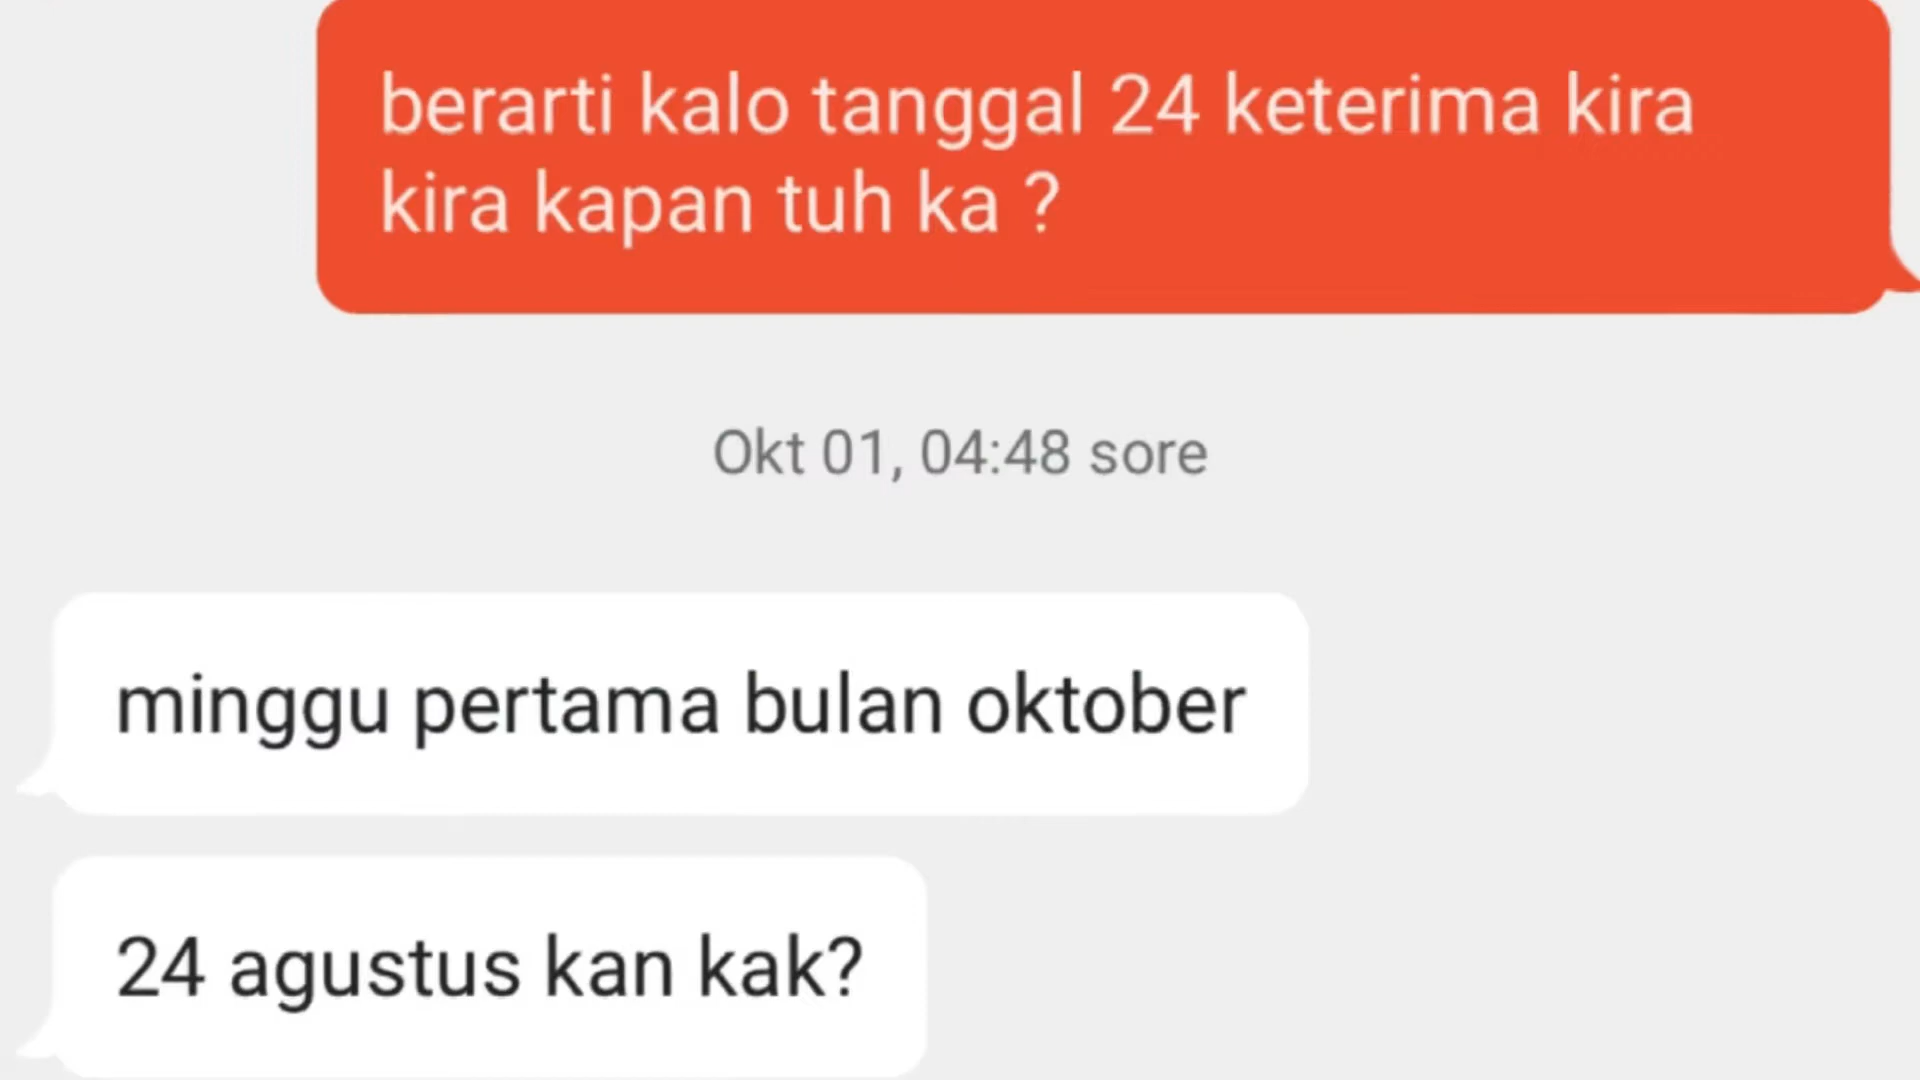 berarti kalo tanggal 24 keterima kira
kira kapan tuh ka ?
Okt 01, 04:48 sore
minggu pertama bulan oktober
24 agustus kan kak?